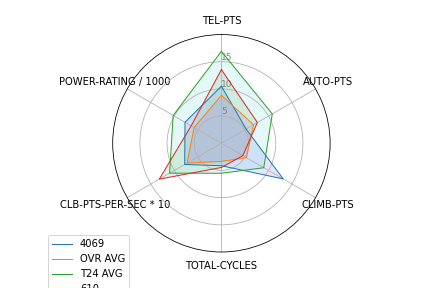 TEL-PTS
POWER-RATING / 1000
AUTO-PTS
15
10
5
CLB-PTS-PER-SEC * 10
CLIMB-PTS
TOTAL-CYCLES
4069
OVR AVG
T24 AVG
610